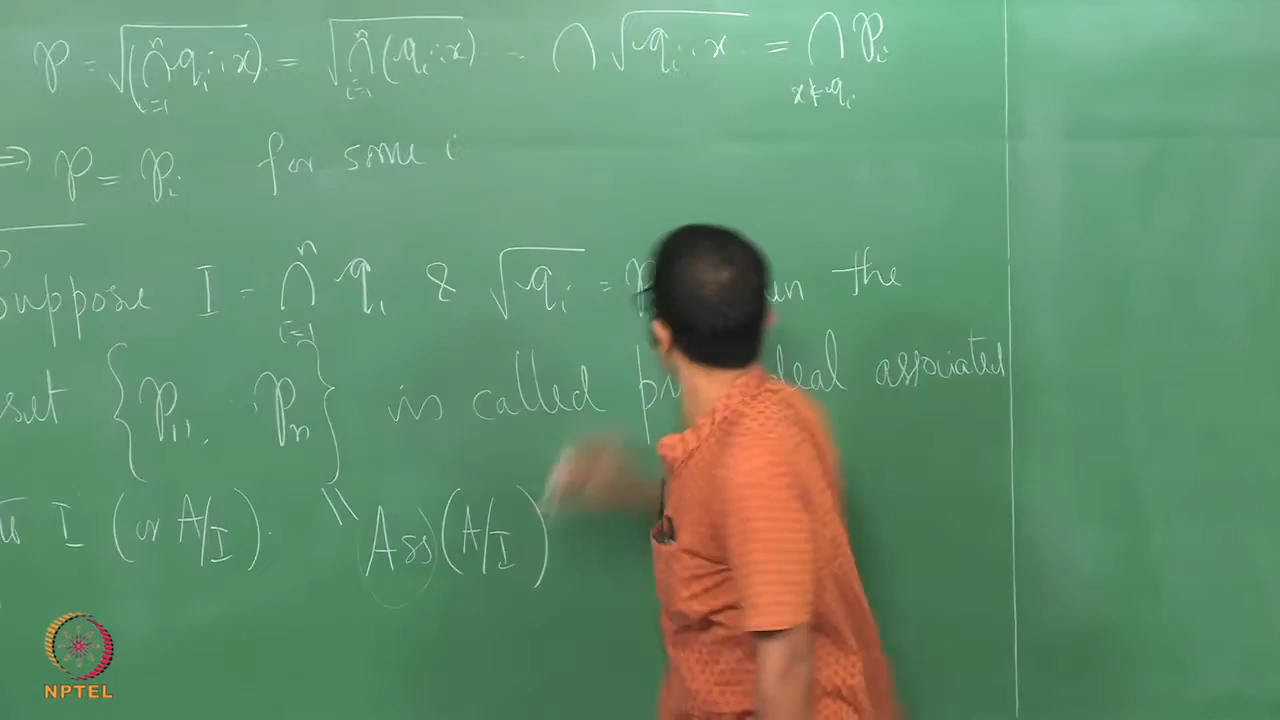 𝔭 = √(∩ᵢ₌₁ⁿ qᵢ : x) = √∩ᵢ₌₁ⁿ (qᵢ : x) = ∩ √qᵢ : x = ∩_{x∉qᵢ} 𝔭ᵢ
⇒ 𝔭 = 𝔭ᵢ for some i
Suppose I = ∩ᵢ₌₁ⁿ qᵢ & √qᵢ = the
set {𝔭₁, . 𝔭ₙ} is called associated
to I (or A/I). " Ass(A/I)
NPTEL